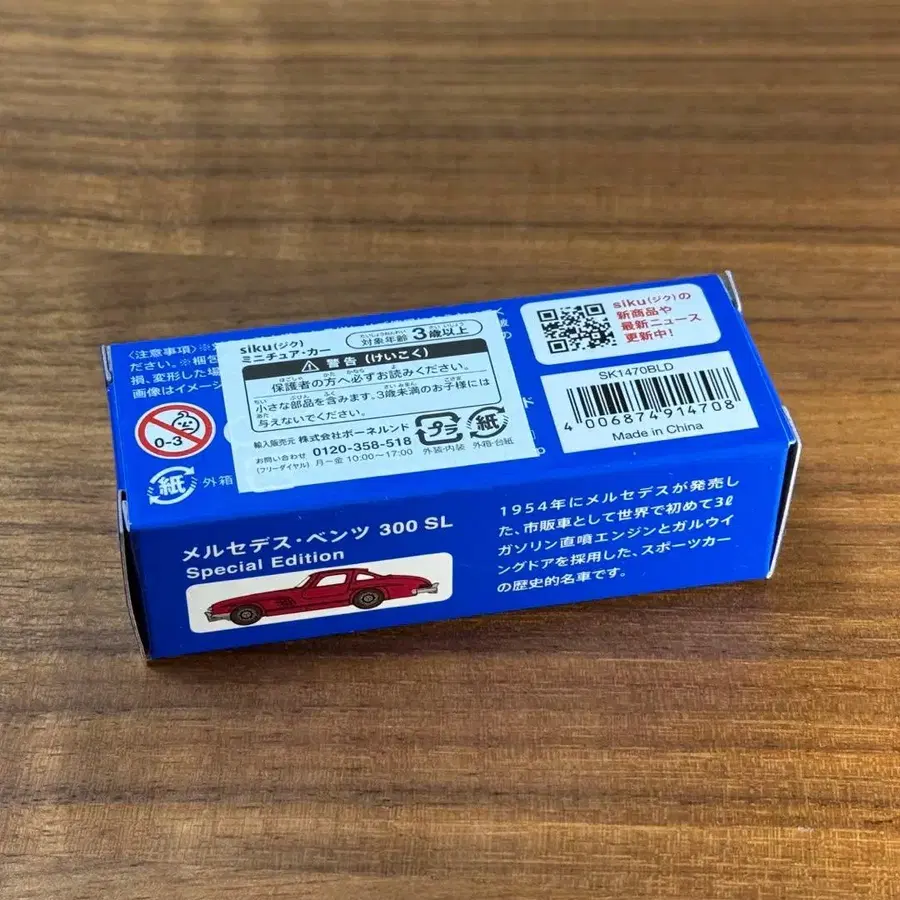 〈注意事項〉※
ださい。※梱包
損、変形した場
画像はイメージ
0-3
紙
外箱
siku(ジク)
ミニチュア・カー
対象年齢 3歳以上
警告(けいこく)
保護者の方へ必ずお読みください。
小さな部品を含みます。3歳未満のお子様には
与えないでください。
輸入販売元 株式会社ボーネルンド
お問い合わせ 0120-358-518
(フリーダイヤル) 月―金 10:00〜17:00
プラ
外装・内装
紙
外箱・台紙
siku(ジク)の
新商品や
最新ニュース
更新中!
SK1470BLD
4 006874 914708
Made in China
メルセデス・ベンツ 300 SL
Special Edition
1954年にメルセデスが発売し
た、市販車として世界で初めて3ℓ
ガソリン直噴エンジンとガルウイ
ングドアを採用した、スポーツカー
の歴史的名車です。